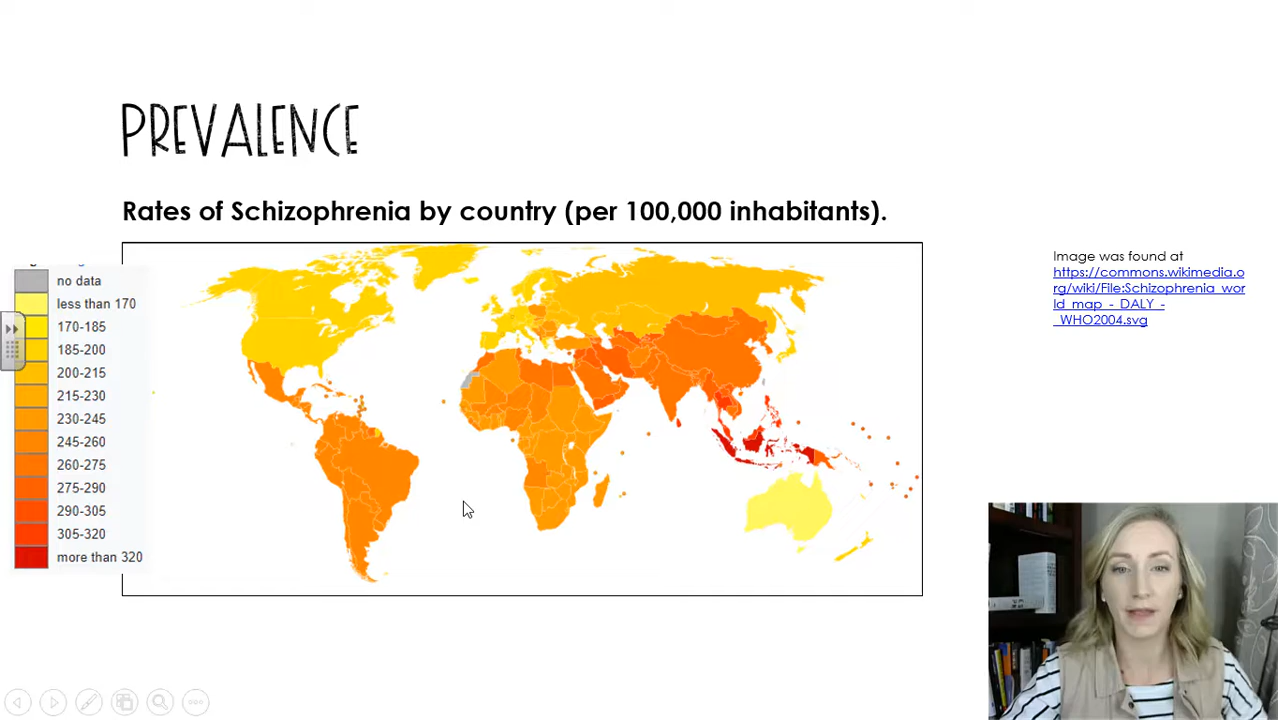 PREVALENCE
Rates of Schizophrenia by country (per 100,000 inhabitants).
no data
less than 170
170-185
185-200
200-215
215-230
230-245
245-260
260-275
275-290
290-305
305-320
more than 320
Image was found at
https://commons.wikimedia.o
rg/wiki/File:Schizophrenia_wor
ld_map_-_DALY_-
_WHO2004.svg